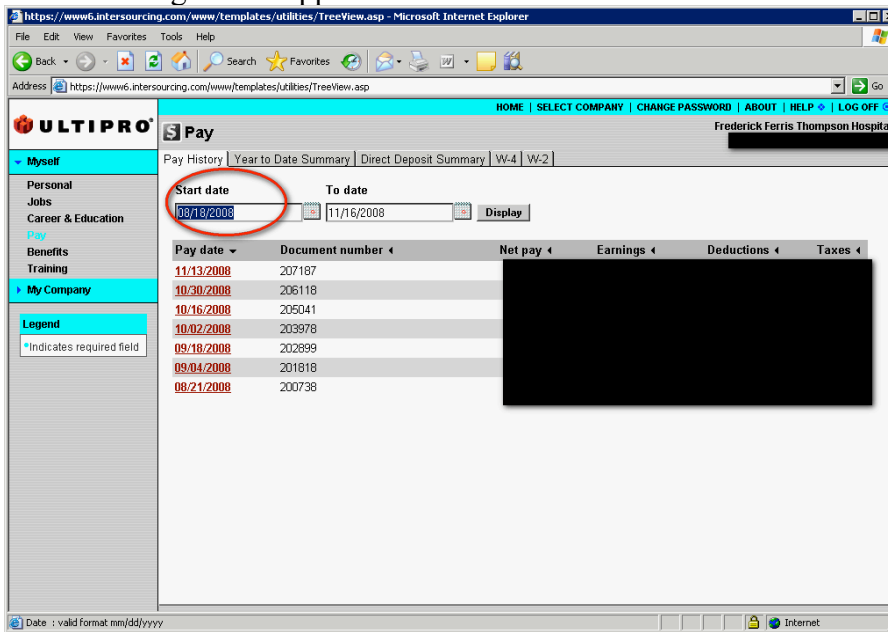 https://www6.intersourcing.com/www/templates/utilities/TreeView.asp - Microsoft Internet Explorer
File Edit View Favorites Tools Help
Back Search Favorites
Address https://www6.intersourcing.com/www/templates/utilities/TreeView.asp Go
HOME | SELECT COMPANY | CHANGE PASSWORD | ABOUT | HELP | LOG OFF
ULTIPRO
Pay
Frederick Ferris Thompson Hospita
Myself
Pay History Year to Date Summary Direct Deposit Summary W-4 W-2
Personal
Jobs
Career & Education
Pay
Benefits
Training
My Company
Legend
*Indicates required field
Start date To date
08/18/2008 11/16/2008 Display
Pay date Document number Net pay Earnings Deductions Taxes
11/13/2008 207187
10/30/2008 206118
10/16/2008 205041
10/02/2008 203978
09/18/2008 202899
09/04/2008 201818
08/21/2008 200738
Date : valid format mm/dd/yyyy Internet